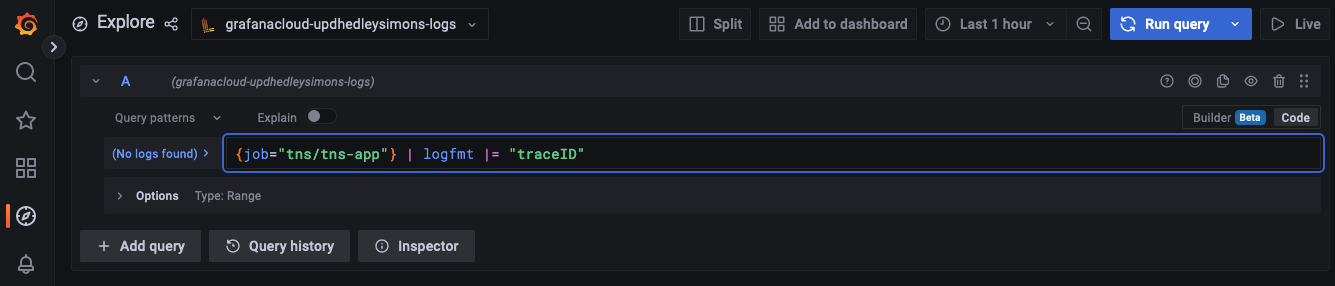 Explore grafanacloud-updhedleysimons-logs Split Add to dashboard Last 1 hour Run query Live
A (grafanacloud-updhedleysimons-logs)
Query patterns Explain Builder Beta Code
(No logs found) > {job="tns/tns-app"} | logfmt |= "traceID"
Options Type: Range
+ Add query Query history Inspector